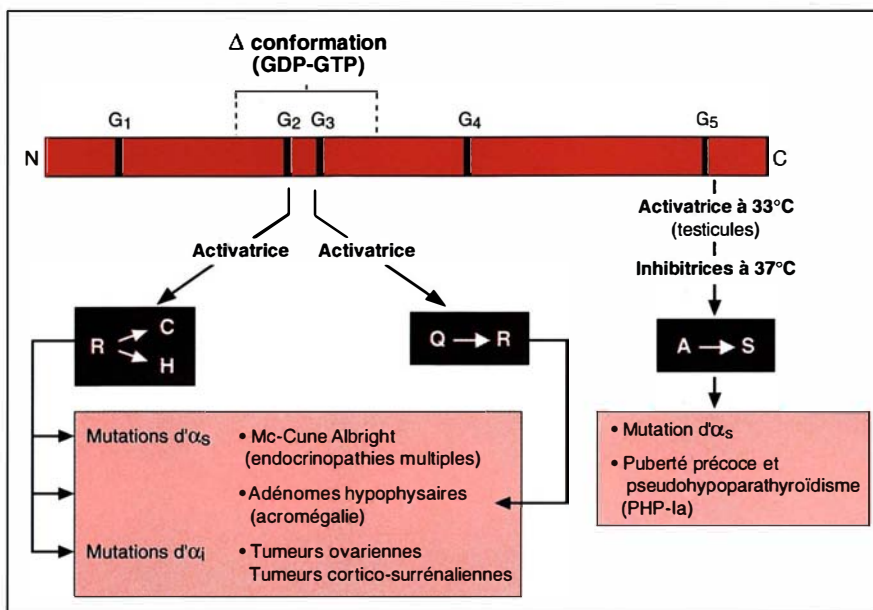 Δ conformation
(GDP-GTP)
G1 G2 G3 G4 G5
N C
Activatrice à 33°C
(testicules)
Inhibitrices à 37°C
Activatrice Activatrice
R C H
Q R
A S
Mutations d'αs
• Mc-Cune Albright
(endocrinopathies multiples)
• Adénomes hypophysaires
(acromégalie)
Mutations d'αi
• Tumeurs ovariennes
Tumeurs cortico-surrénaliennes
• Mutation d'αs
• Puberté précoce et
pseudohypoparathyroïdisme
(PHP-Ia)